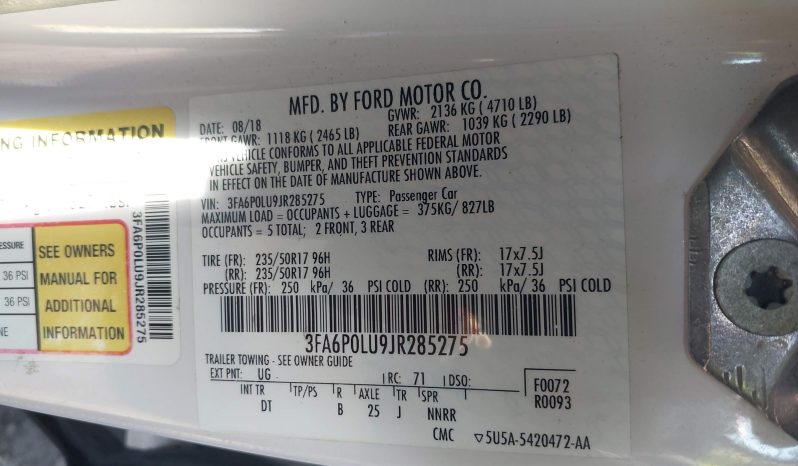 MFD. BY FORD MOTOR CO.
DATE: 08/18 GVWR: 2136 KG ( 4710 LB)
FRONT GAWR: 1118 KG ( 2465 LB) REAR GAWR: 1039 KG ( 2290 LB)
THIS VEHICLE CONFORMS TO ALL APPLICABLE FEDERAL MOTOR
VEHICLE SAFETY, BUMPER, AND THEFT PREVENTION STANDARDS
IN EFFECT ON THE DATE OF MANUFACTURE SHOWN ABOVE.
VIN: 3FA6P0LU9JR285275 TYPE: Passenger Car
MAXIMUM LOAD = OCCUPANTS + LUGGAGE = 375KG/ 827LB
OCCUPANTS = 5 TOTAL; 2 FRONT, 3 REAR
TIRE (FR): 235/50R17 96H RIMS (FR): 17x7.5J
(RR): 235/50R17 96H (RR): 17x7.5J
PRESSURE (FR): 250 kPa/ 36 PSI COLD (RR): 250 kPa/ 36 PSI COLD
3FA6P0LU9JR285275
TRAILER TOWING - SEE OWNER GUIDE
EXT PNT: UG RC: 71 DSO: F0072
R0093
INT TR TP/PS R AXLE TR SPR
DT B 25 J NNRR
CMC ▽5U5A-5420472-AA
NG INFORMATION
3FA6P0LU9JR285275
ESSURE
36 PSI
36 PSI
NE
SEE OWNERS
MANUAL FOR
ADDITIONAL
INFORMATION